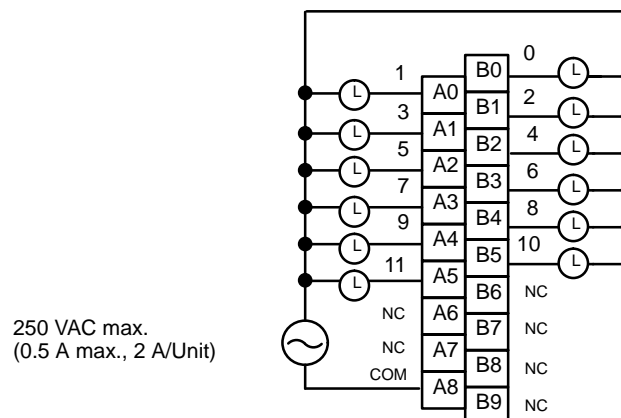 0
B0
L
1
L
A0
2
B1
L
3
L
A1
4
B2
L
5
L
A2
6
B3
L
7
L
A3
8
B4
L
9
L
A4
10
B5
L
11
L
A5
B6
NC
NC
A6
B7
NC
250 VAC max.
(0.5 A max., 2 A/Unit)
NC
A7
B8
NC
COM
A8
B9
NC